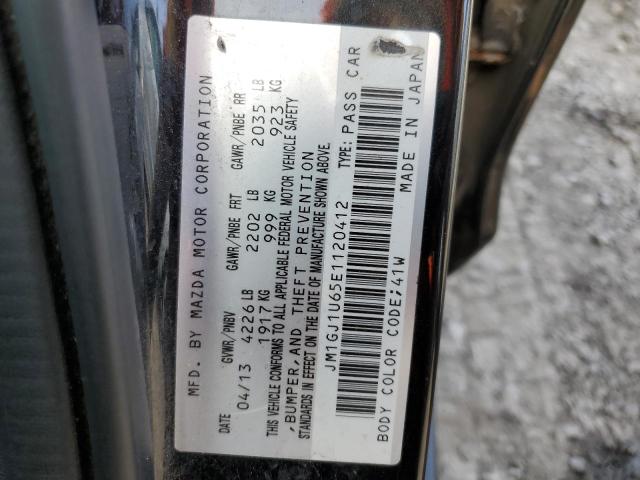 MFD. BY MAZDA MOTOR CORPORATION
DATE GVWR/PNBV GAWR/PNBE FRT GAWR/PNBE RR
04/13 4226 LB 2202 LB 2035 LB
1917 KG 999 KG 923 KG
THIS VEHICLE CONFORMS TO ALL APPLICABLE FEDERAL MOTOR VEHICLE SAFETY
, BUMPER, AND THEFT PREVENTION
STANDARDS IN EFFECT ON THE DATE OF MANUFACTURE SHOWN ABOVE.
JM1GJ1U65E1120412 TYPE: PASS CAR
BODY COLOR CODE:41W MADE IN JAPAN